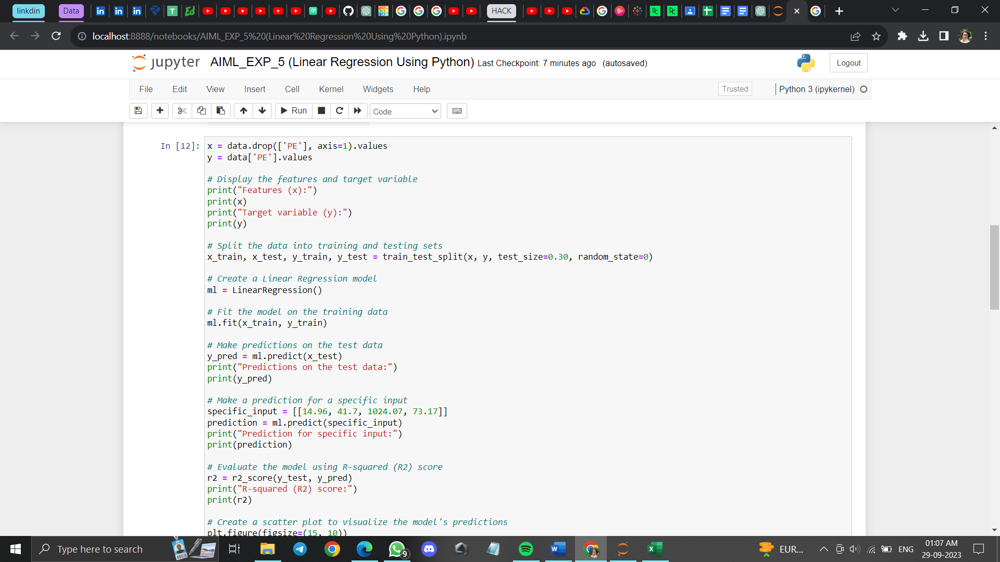 linkdin
Data
HACK
localhost:8888/notebooks/AIML_EXP_5%20(Linear%20Regression%20Using%20Python).ipynb
jupyter AIML_EXP_5 (Linear Regression Using Python) Last Checkpoint: 7 minutes ago (autosaved)
Logout
File Edit View Insert Cell Kernel Widgets Help
Trusted
Python 3 (ipykernel)
Run
Code
In [12]: x = data.drop(['PE'], axis=1).values
y = data['PE'].values
# Display the features and target variable
print("Features (x):")
print(x)
print("Target variable (y):")
print(y)
# Split the data into training and testing sets
x_train, x_test, y_train, y_test = train_test_split(x, y, test_size=0.30, random_state=0)
# Create a Linear Regression model
ml = LinearRegression()
# Fit the model on the training data
ml.fit(x_train, y_train)
# Make predictions on the test data
y_pred = ml.predict(x_test)
print("Predictions on the test data:")
print(y_pred)
# Make a prediction for a specific input
specific_input = [[14.96, 41.7, 1024.07, 73.17]]
prediction = ml.predict(specific_input)
print("Prediction for specific input:")
print(prediction)
# Evaluate the model using R-squared (R2) score
r2 = r2_score(y_test, y_pred)
print("R-squared (R2) score:")
print(r2)
# Create a scatter plot to visualize the model's predictions
plt.figure(figsize=(15, 10))
Type here to search
9
EUR...
ENG
01:07 AM
29-09-2023